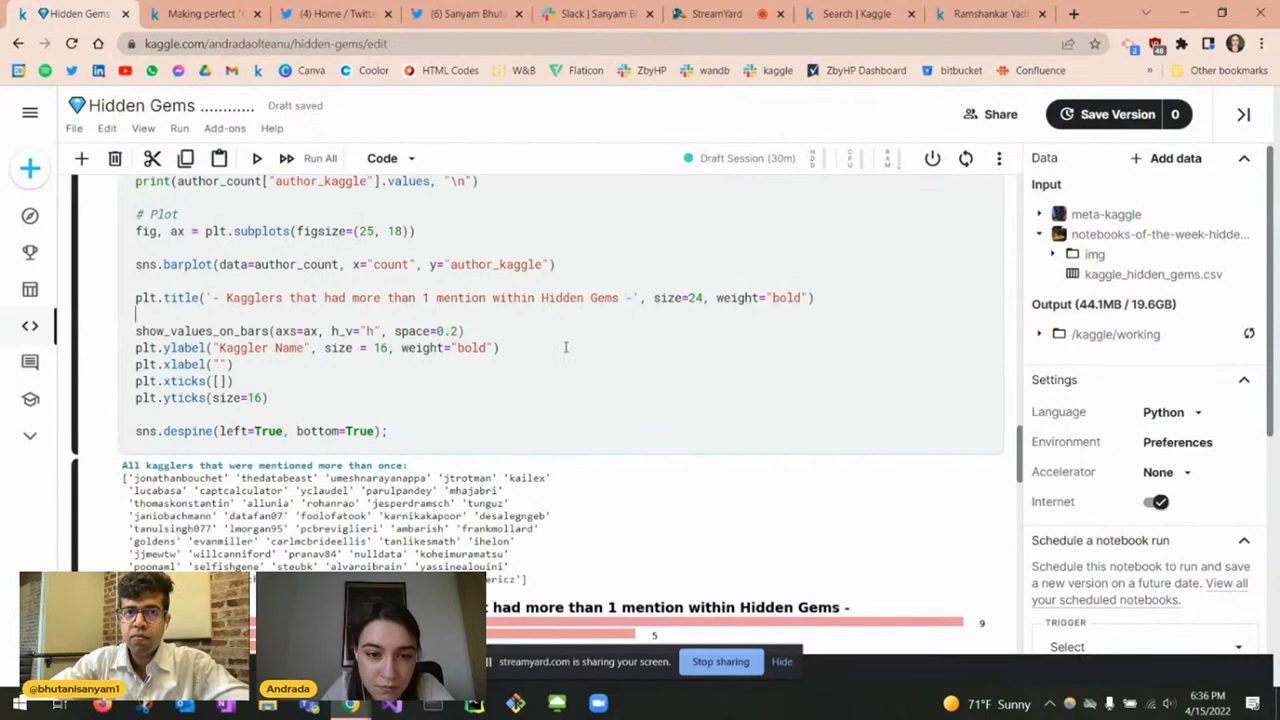 Hidden Gems
Making perfect "
(4) Home / Twitte
(6) Sanyam Bhuta
Slack | Sanyam B
StreamYard
Search | Kaggle
Ramshankar Yad
kaggle.com/andradaolteanu/hidden-gems/edit
Canva
Coolor
HTML Codes
W&B
Flaticon
ZbyHP
wandb
kaggle
ZbyHP Dashboard
bitbucket
Confluence
»
Other bookmarks
Hidden Gems ............
Draft saved
Share
Save Version
0
File
Edit
View
Run
Add-ons
Help
Run All
Code
Draft Session (30m)
HDD
CPU
RAM
print(author_count["author_kaggle"].values, "\n")
# Plot
fig, ax = plt.subplots(figsize=(25, 18))
sns.barplot(data=author_count, x="count", y="author_kaggle")
plt.title('- Kagglers that had more than 1 mention within Hidden Gems -', size=24, weight="bold")
show_values_on_bars(axs=ax, h_v="h", space=0.2)
plt.ylabel("Kaggler Name", size = 16, weight="bold")
plt.xlabel("")
plt.xticks([])
plt.yticks(size=16)
sns.despine(left=True, bottom=True);
All kagglers that were mentioned more than once:
['jonathanbouchet' 'thedatabeast' 'umeshnarayanappa' 'jtrotman' 'kailex'
'lucabasa' 'captcalculator' 'yclaudel' 'parulpandey' 'mhajabri'
'thomaskonstantin' 'allunia' 'rohanrao' 'jesperdramsch' 'tunguz'
'janiobachmann' 'datafan07' 'foolofatook' 'karnikakapoor' 'desalegngeb'
'tanulsingh077' 'lmorgan95' 'pcbreviglieri' 'ambarish' 'frankmollard'
'goldens' 'evanmiller' 'carlmcbrideellis' 'tanlikesmath' 'ihelon'
'jjmewtw' 'willcanniford' 'pranav84' 'nulldata' 'koheimuratsu'
'poonaml' 'selfishgene' 'steubk' 'alvaroibrain' 'yassinealouini'
ericz']
t had more than 1 mention within Hidden Gems -
9
5
Data
Add data
Input
meta-kaggle
notebooks-of-the-week-hidde...
img
kaggle_hidden_gems.csv
Output (44.1MB / 19.6GB)
/kaggle/working
Settings
Language
Python
Environment
Preferences
Accelerator
None
Internet
Schedule a notebook run
Schedule this notebook to run and save
a new version on a future date. View all
your scheduled notebooks.
TRIGGER
Select
streamyard.com is sharing your screen.
Stop sharing
Hide
@bhutanisanyam1
Andrada
71°F Sunny
6:36 PM
4/15/2022